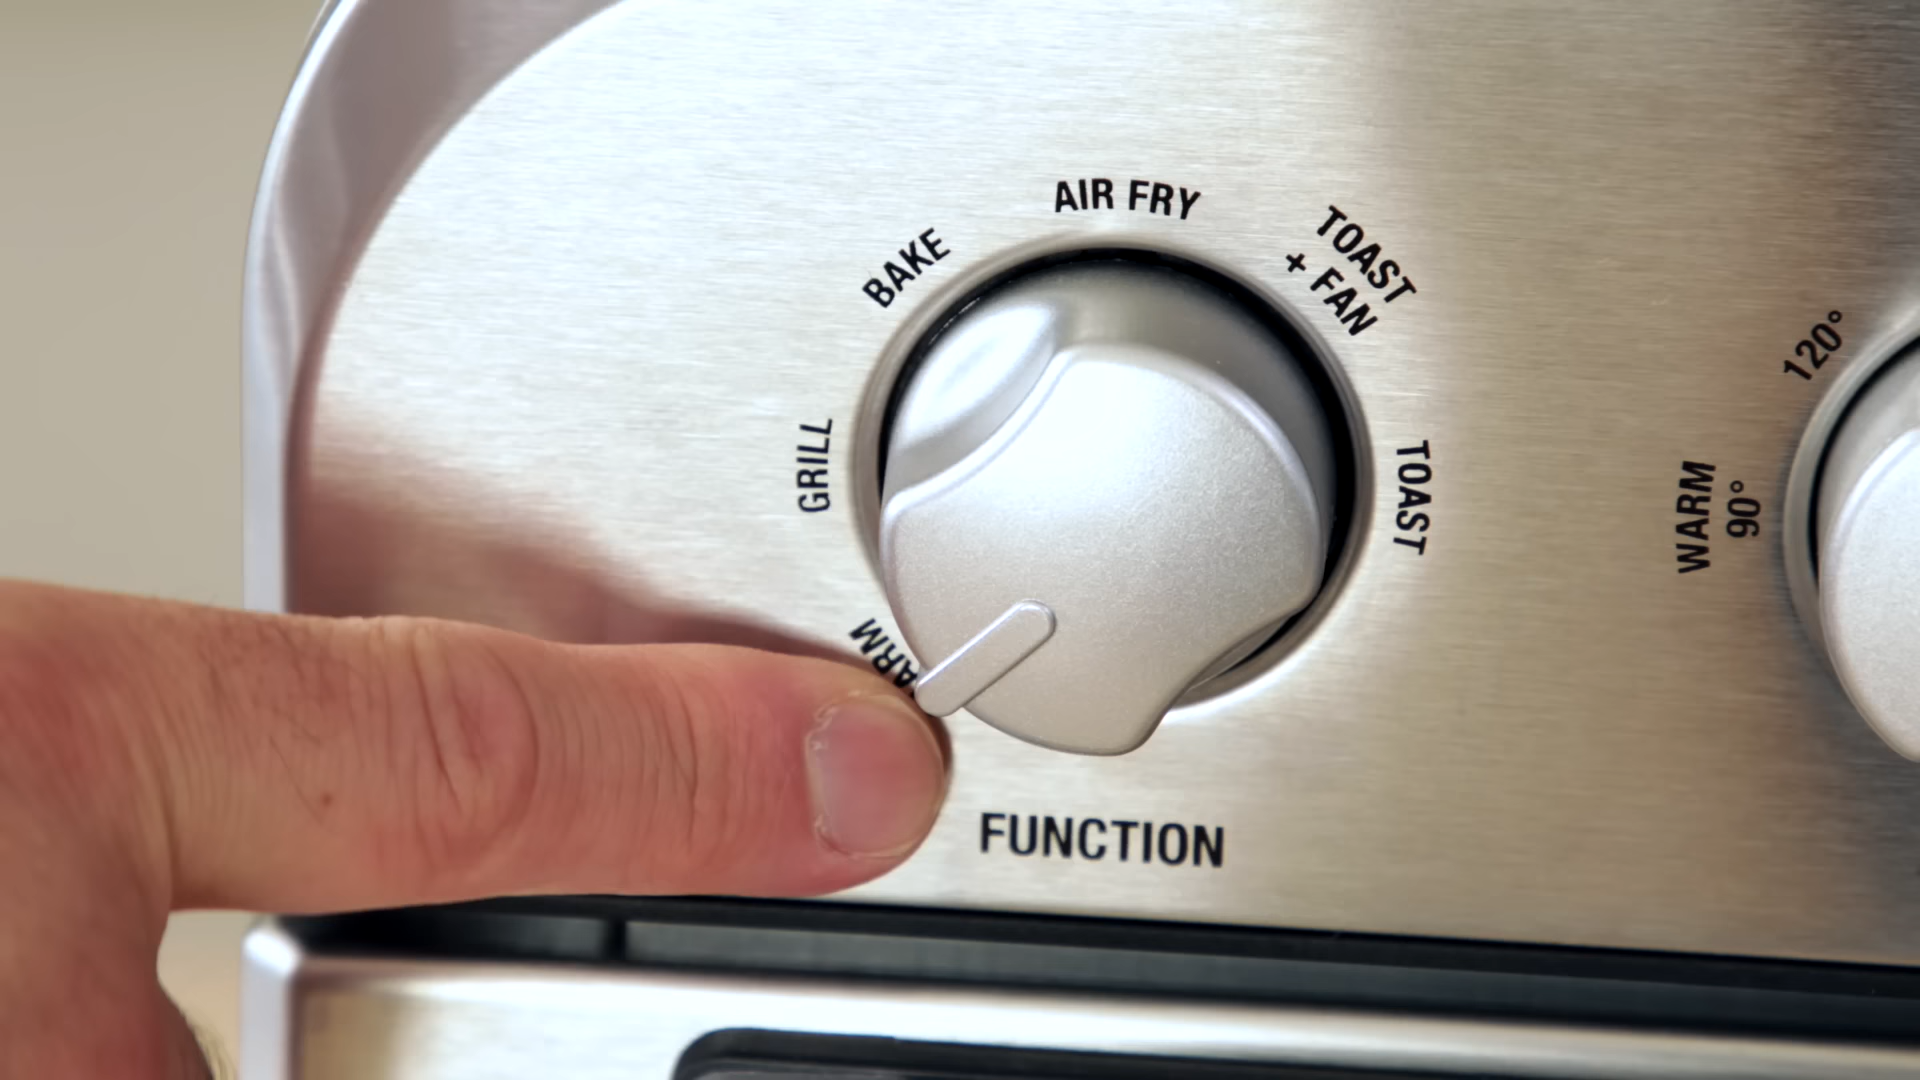 AIR FRY
BAKE
TOAST
+ FAN
GRILL
TOAST
FUNCTION
120°
WARM
90°